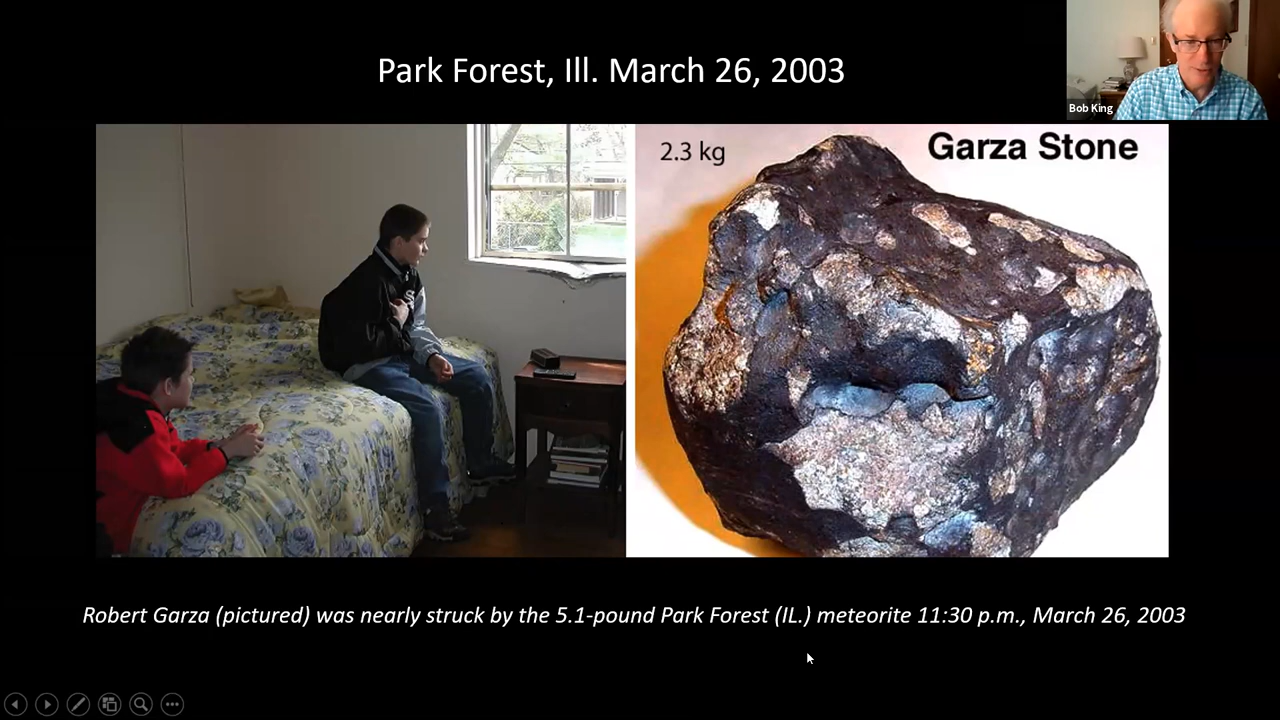 Park Forest, Ill. March 26, 2003
Bob King
2.3 kg
Garza Stone
Robert Garza (pictured) was nearly struck by the 5.1-pound Park Forest (IL.) meteorite 11:30 p.m., March 26, 2003